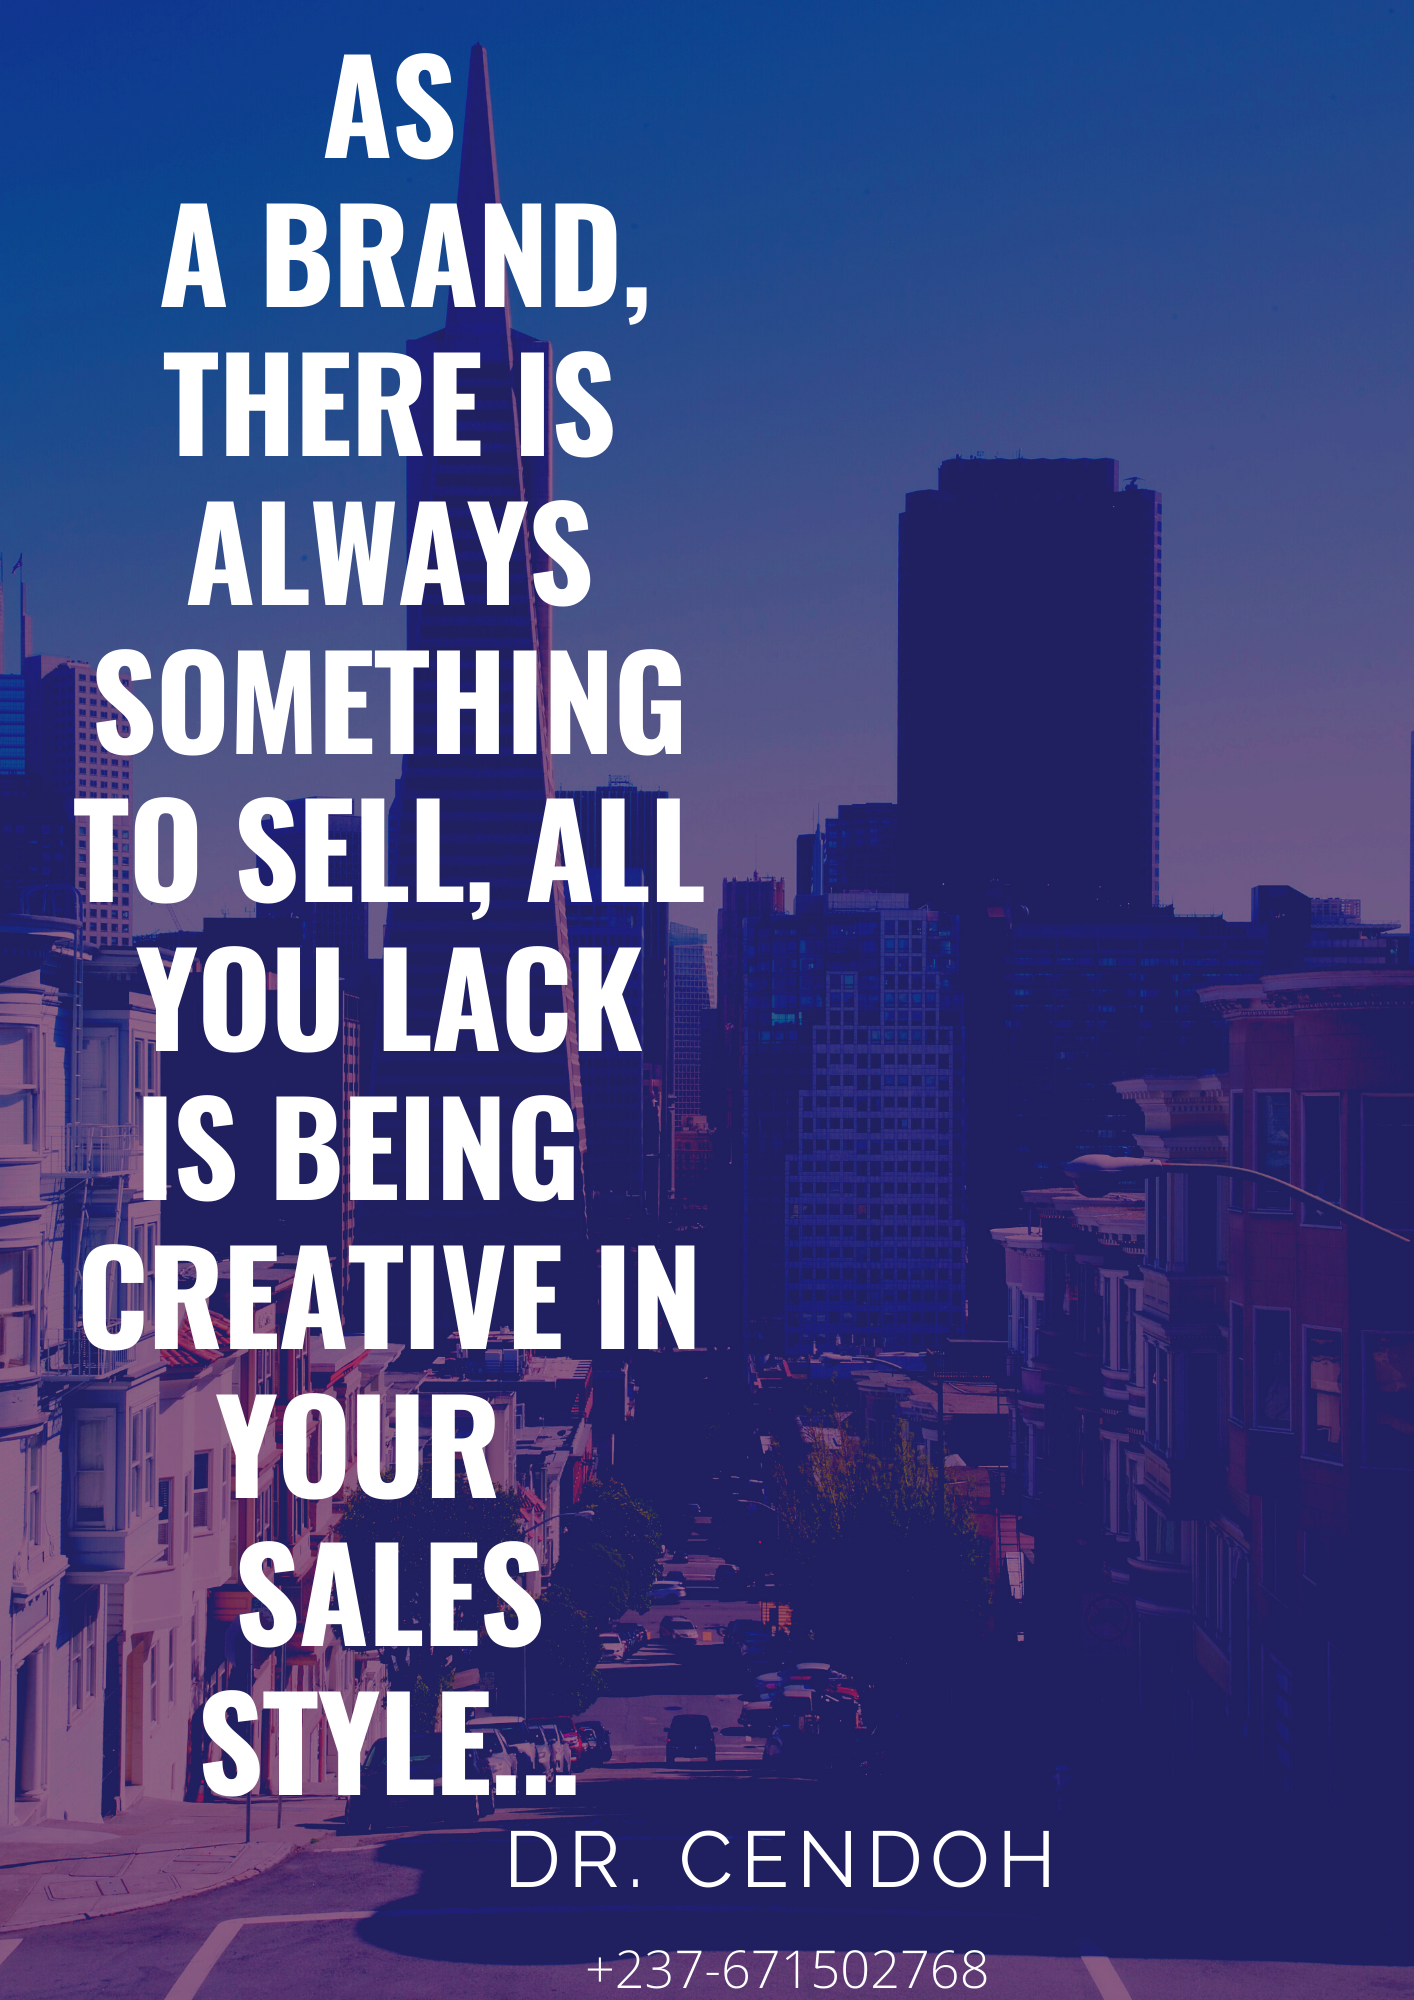 AS
A BRAND,
THERE IS
ALWAYS
SOMETHING
TO SELL, ALL
YOU LACK
IS BEING
CREATIVE IN
YOUR
SALES
STYLE...
DR. CENDOH
+237-671502768